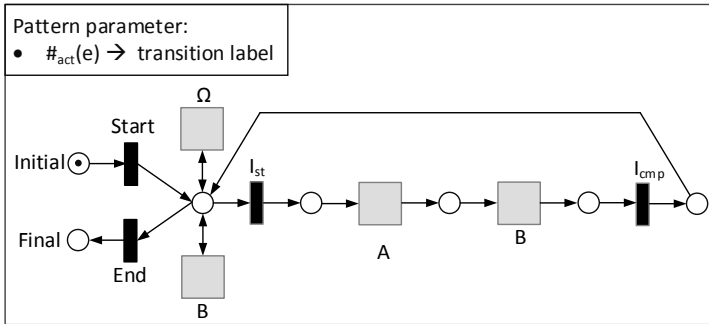 Pattern parameter:
• #act(e) → transition label
Ω
Start
Initial
Ist
Icmp
A
B
Final
End
B